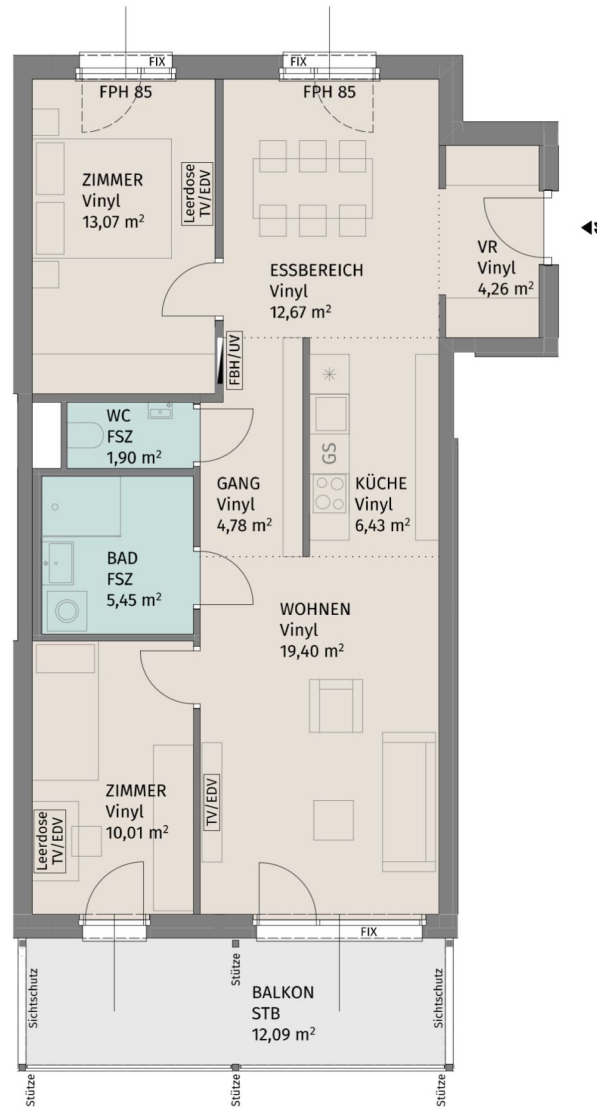 FIX
FIX
FPH 85
FPH 85
ZIMMER
Vinyl
13,07 m²
Leerdose
TV/EDV
ESSBEREICH
Vinyl
12,67 m²
VR
Vinyl
4,26 m²
FBH/UV
WC
FSZ
1,90 m²
GS
GANG
Vinyl
4,78 m²
KÜCHE
Vinyl
6,43 m²
BAD
FSZ
5,45 m²
WOHNEN
Vinyl
19,40 m²
ZIMMER
Vinyl
10,01 m²
Leerdose
TV/EDV
TV/EDV
FIX
Sichtschutz
Stütze
BALKON
STB
12,09 m²
Sichtschutz
Stütze
Stütze
Stütze